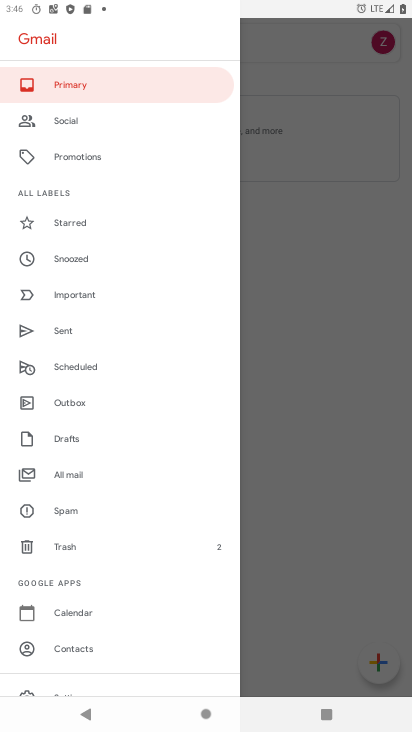 3:46
LTE
Gmail
Z
Primary
Social
, and more
Promotions
ALL LABELS
Starred
Snoozed
Important
Sent
Scheduled
Outbox
Drafts
All mail
Spam
Trash 2
GOOGLE APPS
Calendar
Contacts